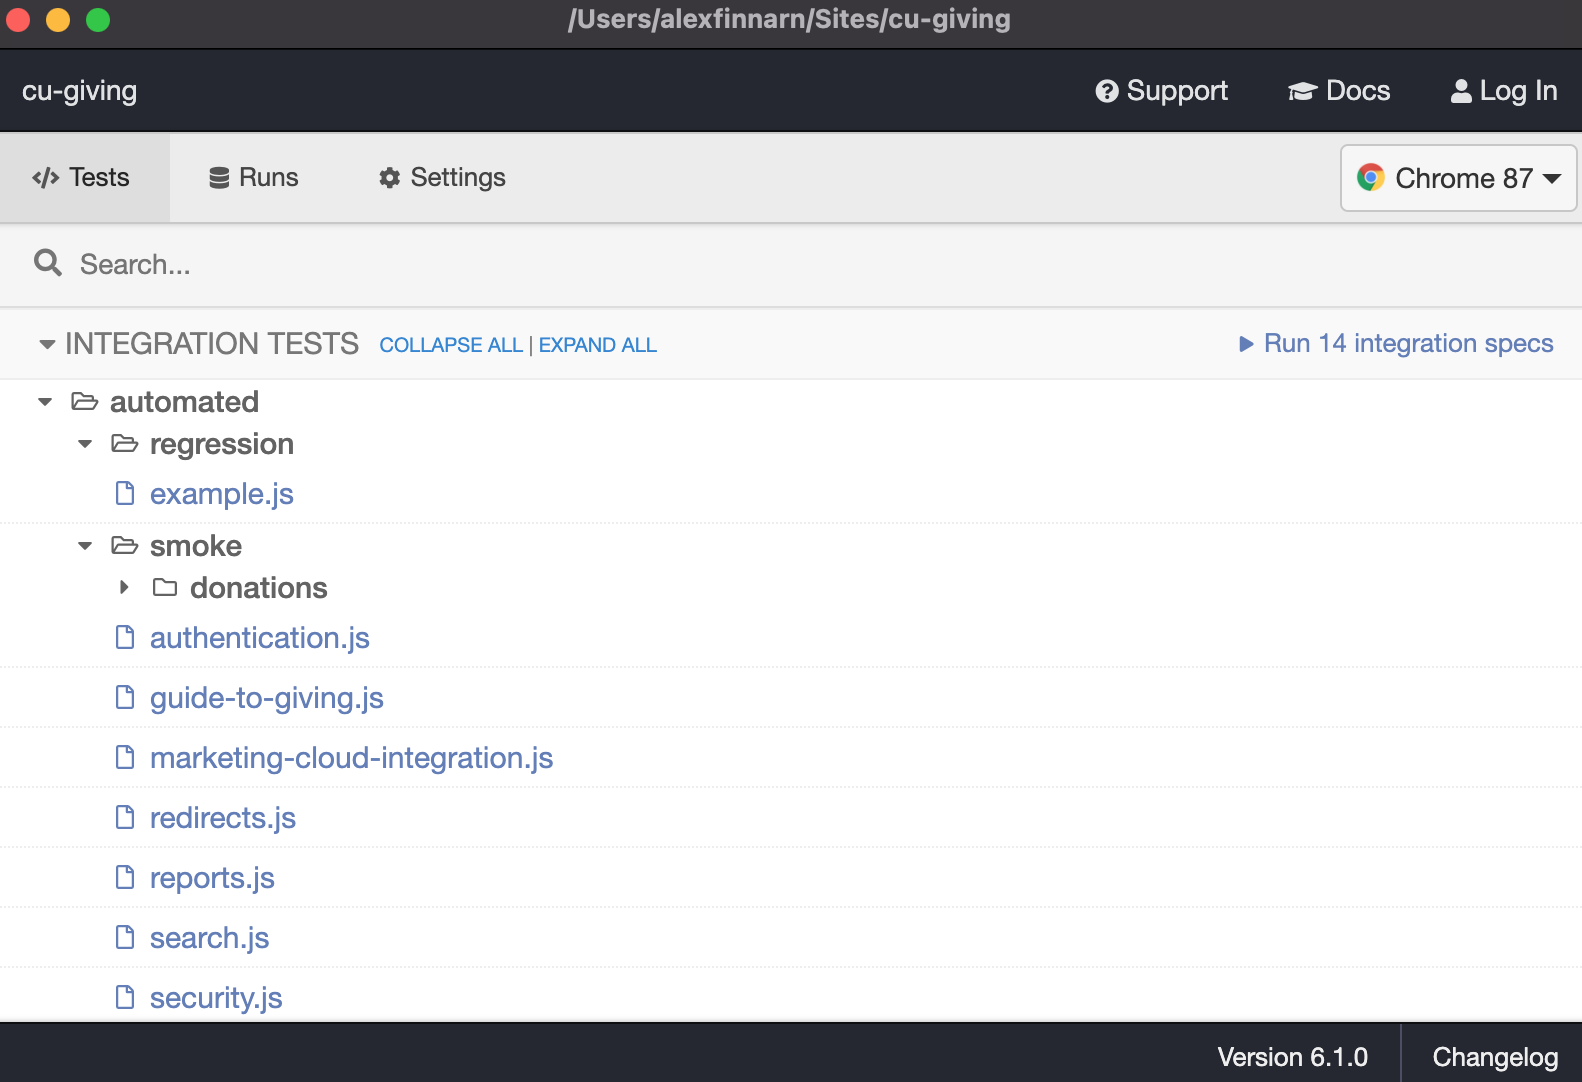 /Users/alexfinnarn/Sites/cu-giving
cu-giving Support Docs Log In
Tests Runs Settings Chrome 87
Search...
INTEGRATION TESTS COLLAPSE ALL | EXPAND ALL Run 14 integration specs
automated
regression
example.js
smoke
donations
authentication.js
guide-to-giving.js
marketing-cloud-integration.js
redirects.js
reports.js
search.js
security.js
Version 6.1.0 Changelog